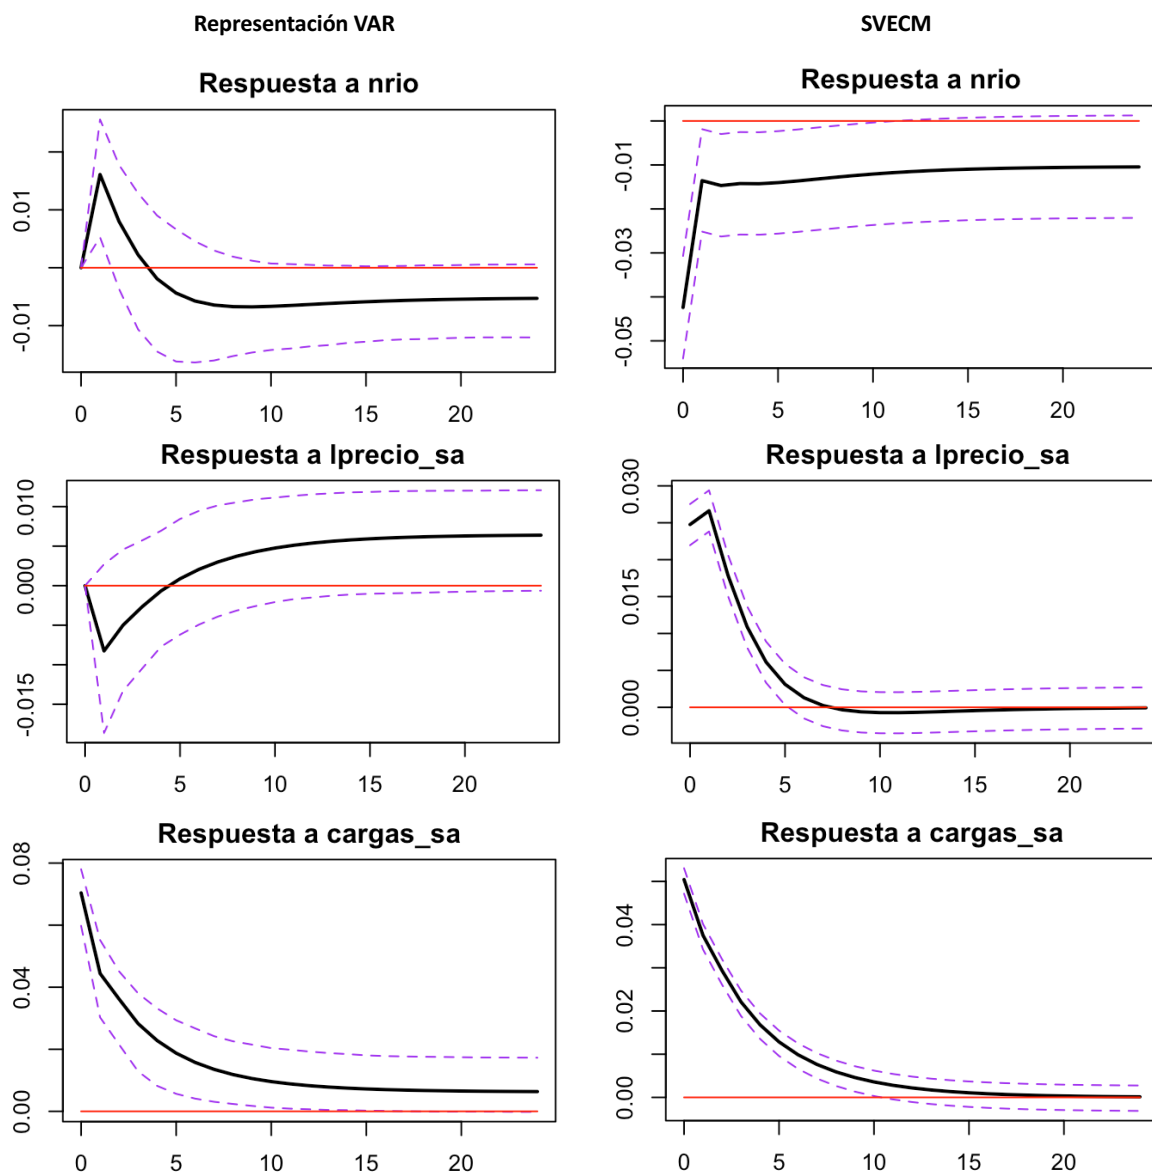 Representación VAR
SVECM
Respuesta a nrio
0.01
-0.01
0 5 10 15 20
Respuesta a nrio
-0.01
-0.03
-0.05
0 5 10 15 20
Respuesta a lprecio_sa
0.010
0.000
-0.015
0 5 10 15 20
Respuesta a lprecio_sa
0.030
0.015
0.000
0 5 10 15 20
Respuesta a cargas_sa
0.08
0.04
0.00
0 5 10 15 20
Respuesta a cargas_sa
0.04
0.02
0.00
0 5 10 15 20